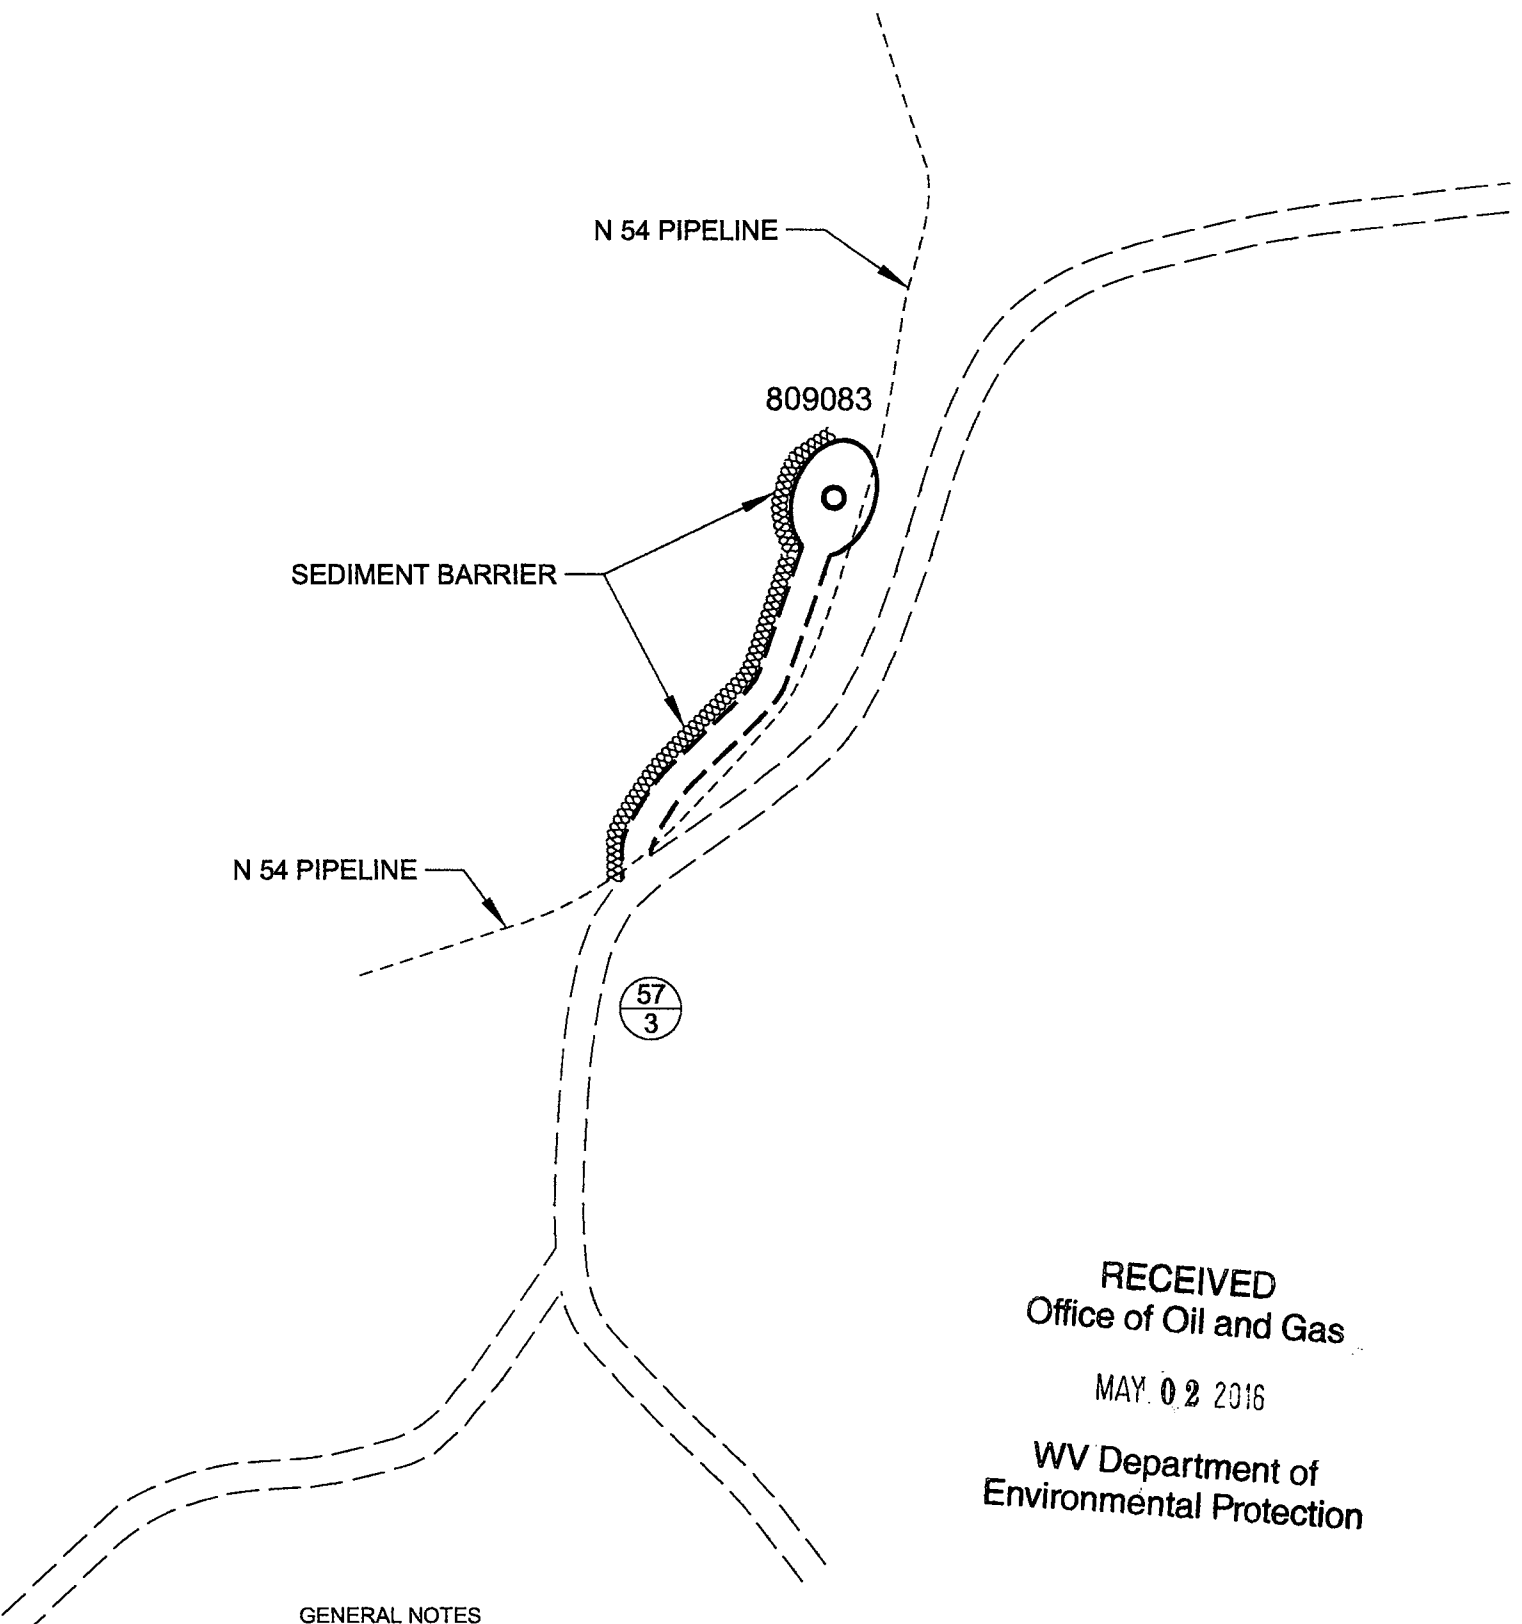 N 54 PIPELINE
809083
SEDIMENT BARRIER
N 54 PIPELINE
57
3
RECEIVED
Office of Oil and Gas
MAY 02 2016
WV Department of
Environmental Protection
GENERAL NOTES